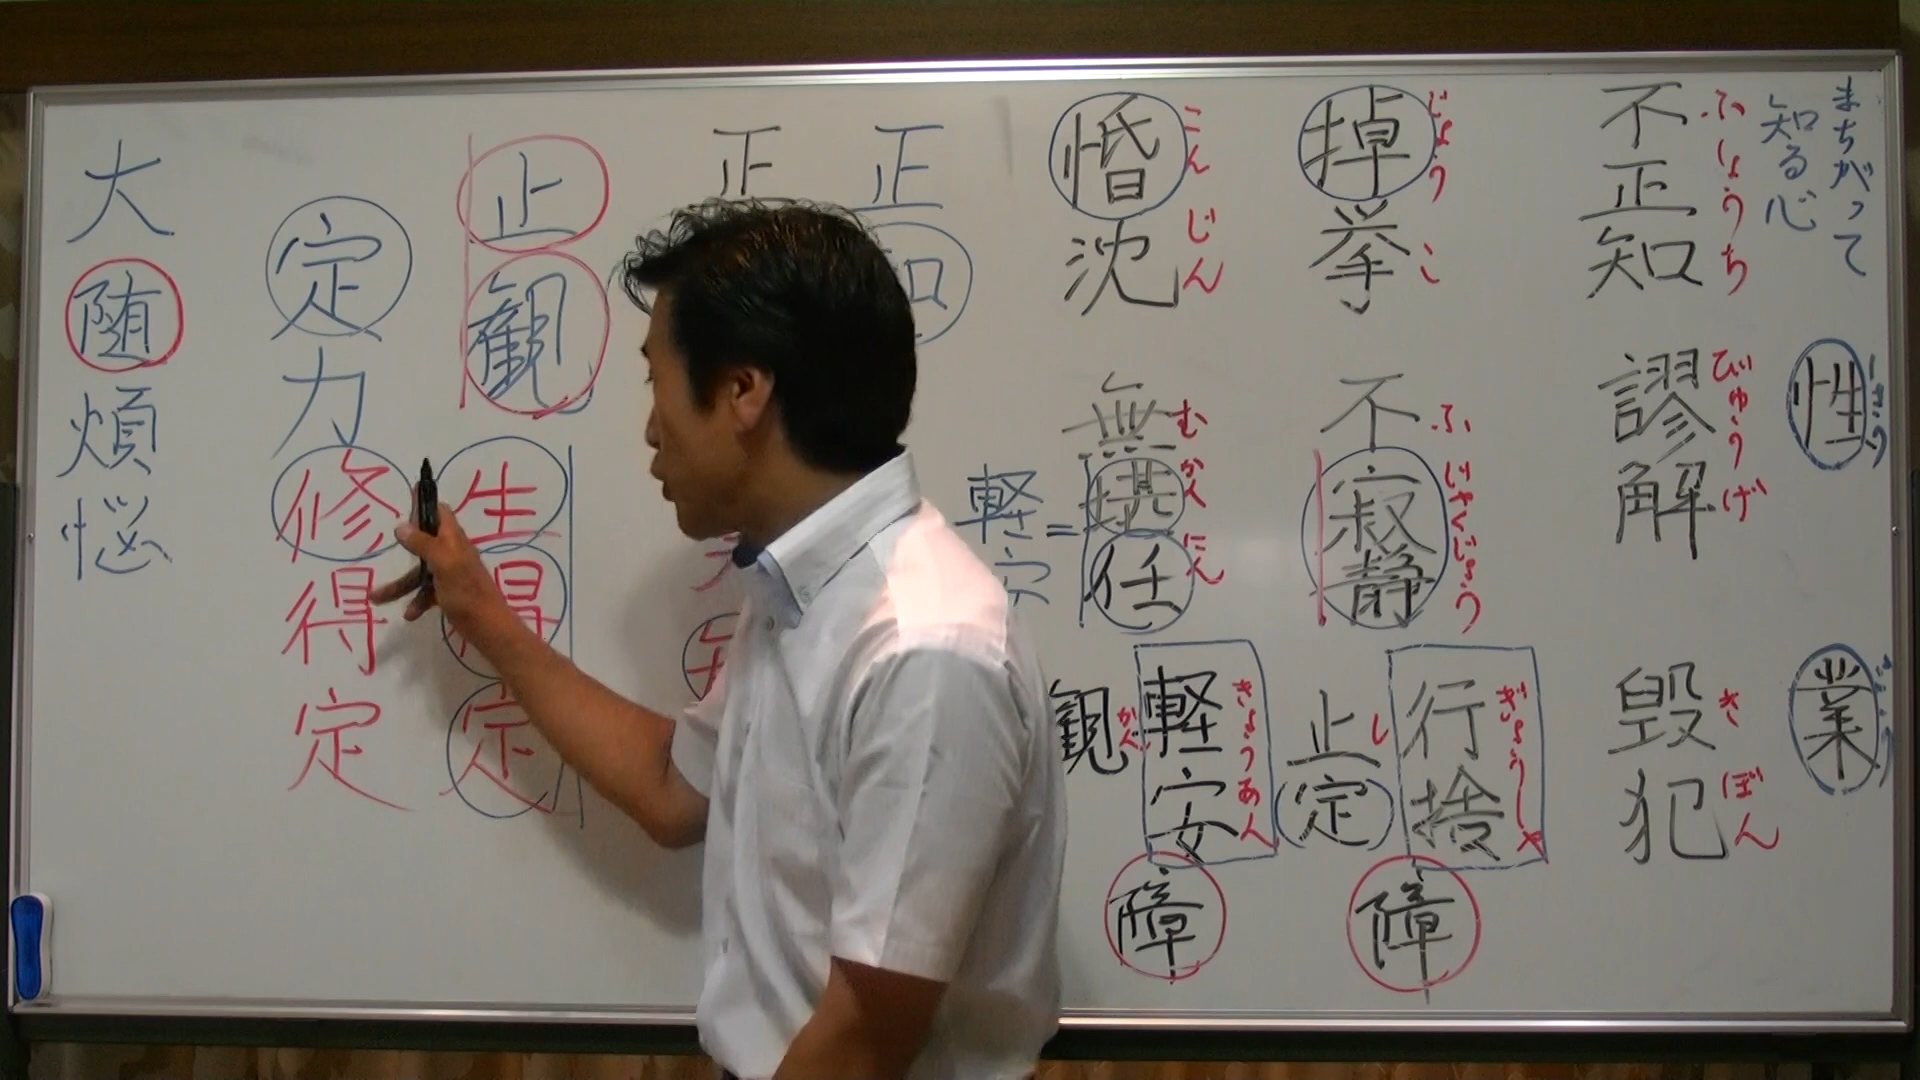 まちがって
知る心
性
業
不正知
ふしょうち
謬解
びゅうげ
毀犯
きぼん
掉挙
じょうこ
不寂静
ふじゃくじょう
行捨
ぎょうしゃ
止
し
定
障
惛沈
こんじん
無堪任
むかんにん
＝
軽安
軽安
きょうあん
観
かん
障
正
正
止観
生得定
定力
修得定
大随煩悩